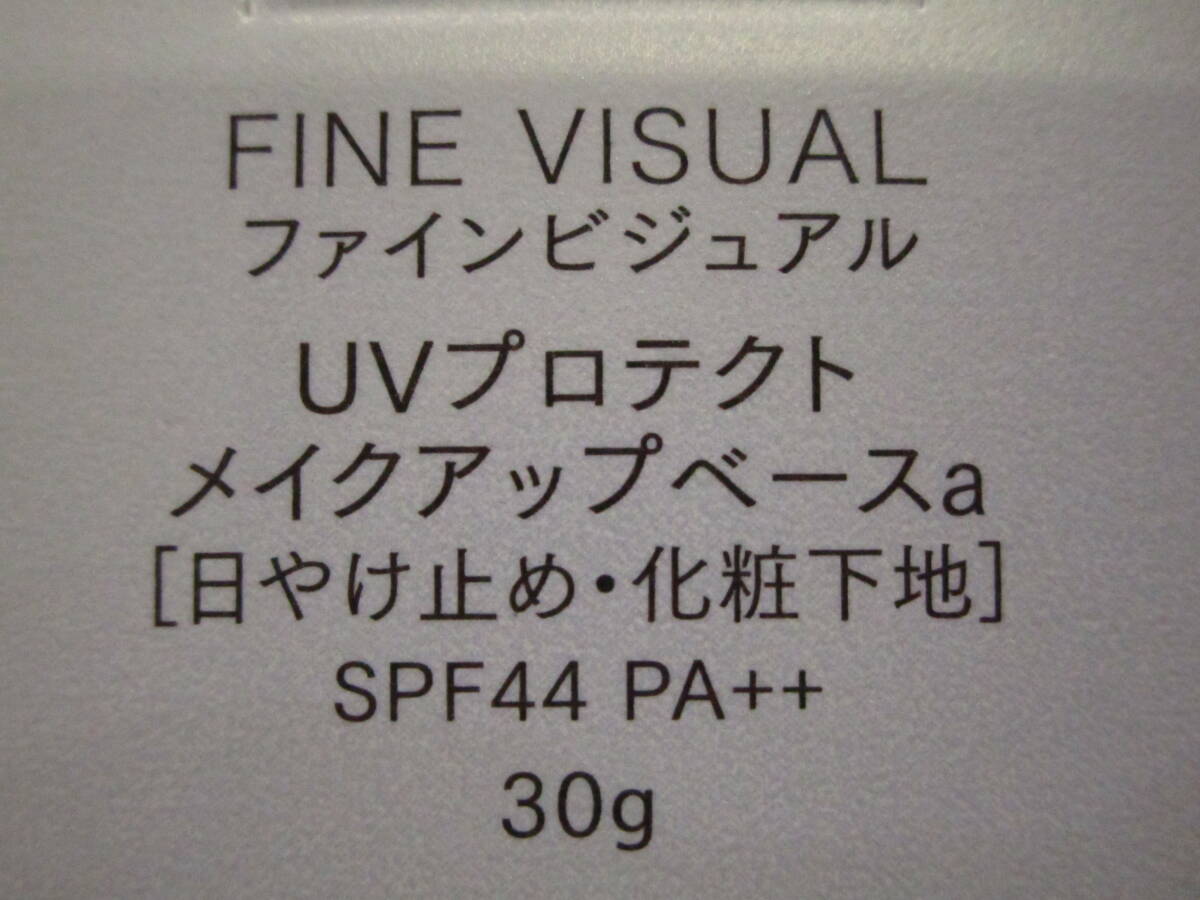 FINE VISUAL
ファインビジュアル
UVプロテクト
メイクアップベースa
[日やけ止め・化粧下地]
SPF44 PA++
30g